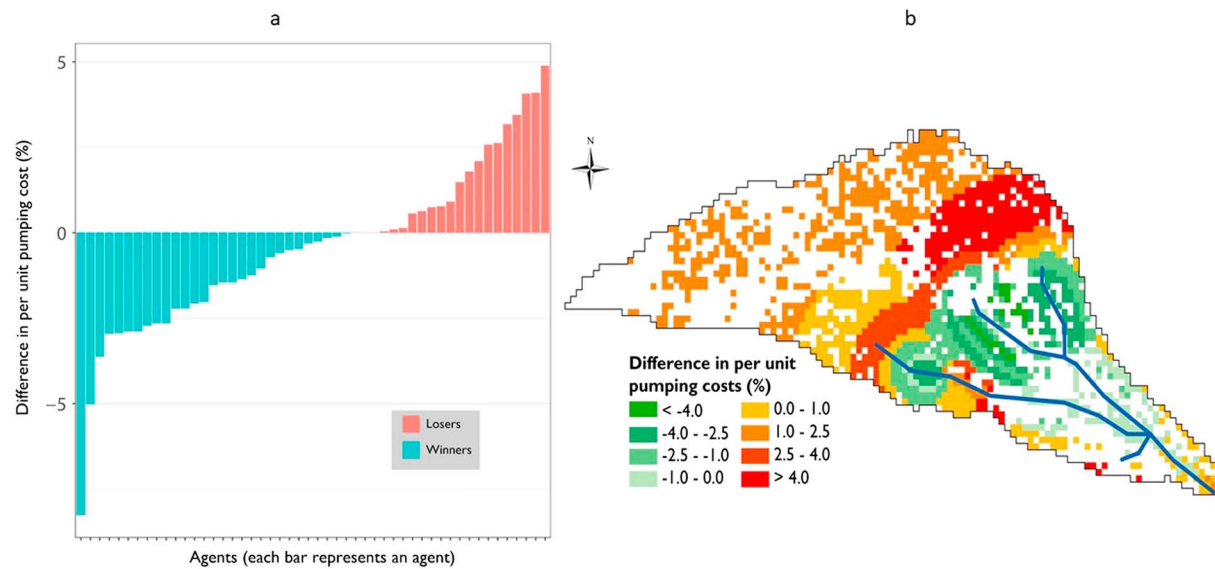 a
b
Difference in per unit pumping cost (%)
5
0
−5
Losers
Winners
Agents (each bar represents an agent)
N
Difference in per unit
pumping costs (%)
< -4.0
-4.0 - -2.5
-2.5 - -1.0
-1.0 - 0.0
0.0 - 1.0
1.0 - 2.5
2.5 - 4.0
> 4.0